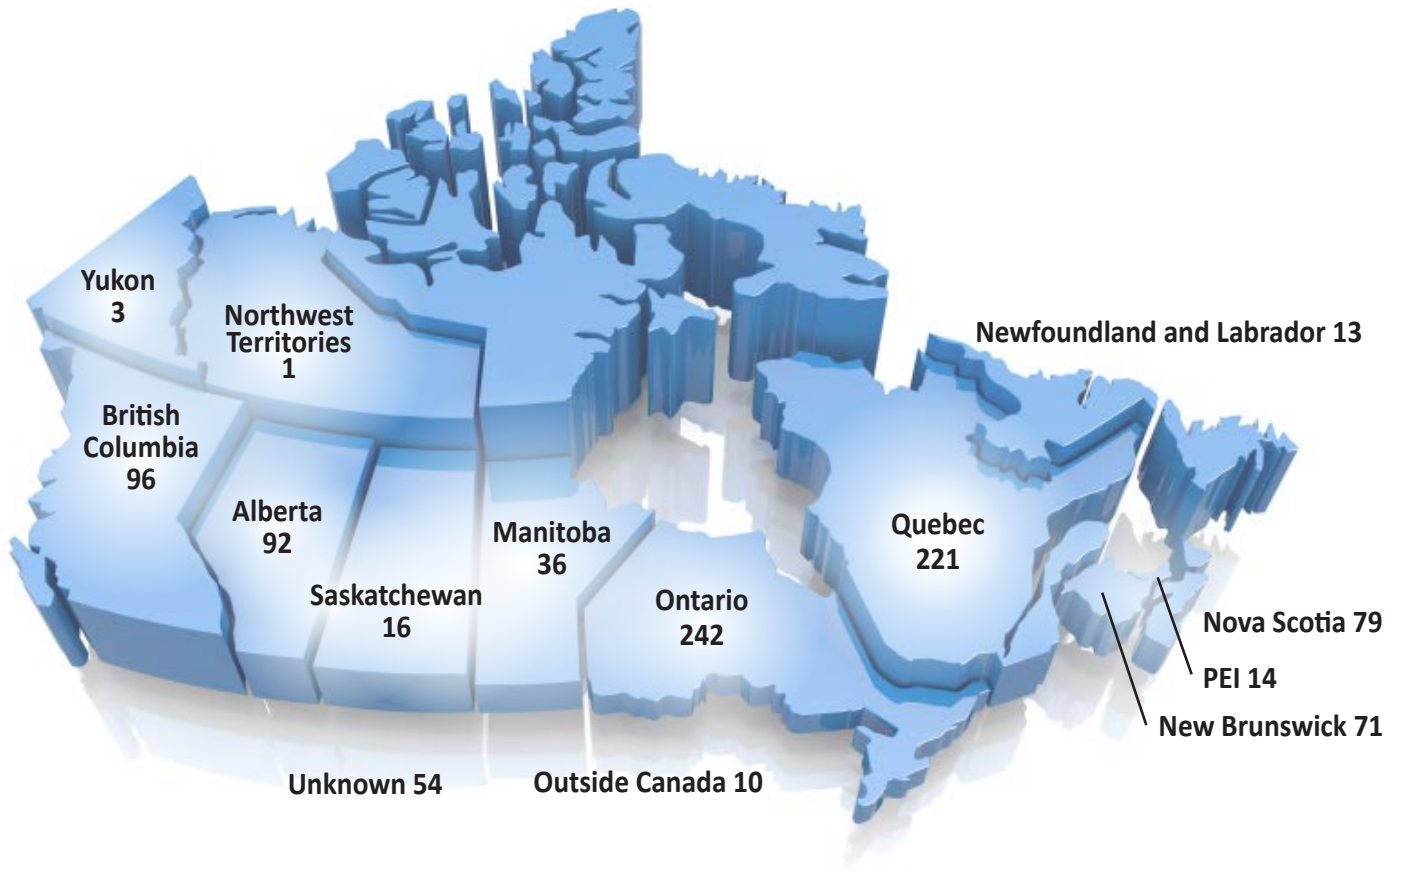 Yukon
3
Northwest
Territories
1
Newfoundland and Labrador 13
British
Columbia
96
Alberta
92
Saskatchewan
16
Manitoba
36
Ontario
242
Quebec
221
Nova Scotia 79
PEI 14
New Brunswick 71
Unknown 54
Outside Canada 10